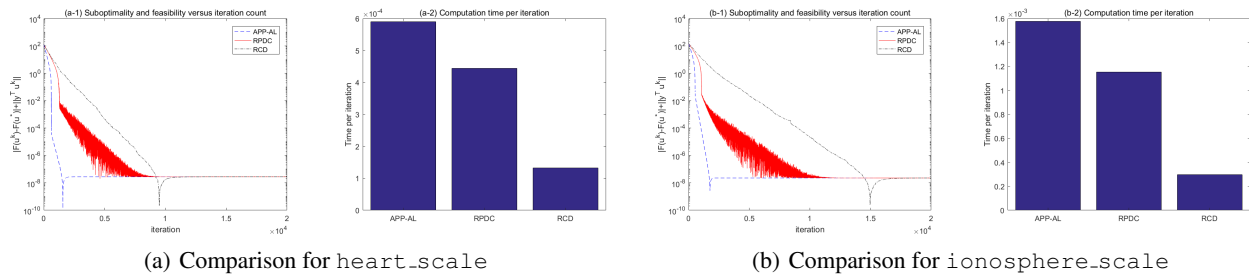 (a-1) Suboptimality and feasibility versus iteration count
10^4
10^2
10^0
10^-2
10^-4
10^-6
10^-8
10^-10
|F(u^k)-F(u^*)|+||y^T u^k||
APP-AL
RPDC
RCD
0 0.5 1 1.5 2
iteration
×10^4
(a-2) Computation time per iteration
×10^-4
6
5
4
3
2
1
0
Time per iteration
APP-AL RPDC RCD
(b-1) Suboptimality and feasibility versus iteration count
10^4
10^2
10^0
10^-2
10^-4
10^-6
10^-8
10^-10
|F(u^k)-F(u^*)|+||y^T u^k||
APP-AL
RPDC
RCD
0 0.5 1 1.5 2
iteration
×10^4
(b-2) Computation time per iteration
×10^-3
1.6
1.4
1.2
1
0.8
0.6
0.4
0.2
0
Time per iteration
APP-AL RPDC RCD
(a) Comparison for heart_scale
(b) Comparison for ionosphere_scale